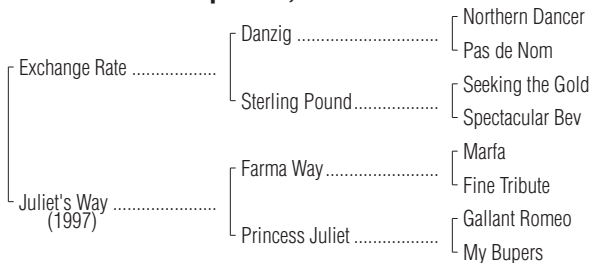 Northern Dancer
Danzig ..............................
Pas de Nom
Exchange Rate ..................
Seeking the Gold
Sterling Pound..................
Spectacular Bev
Marfa
Farma Way........................
Fine Tribute
Juliet's Way ......................
(1997)
Gallant Romeo
Princess Juliet ..................
My Bupers